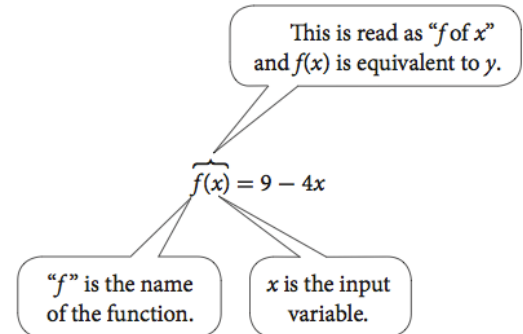 This is read as “f of x”
and f(x) is equivalent to y.
f(x) = 9 – 4x
“f” is the name
of the function.
x is the input
variable.